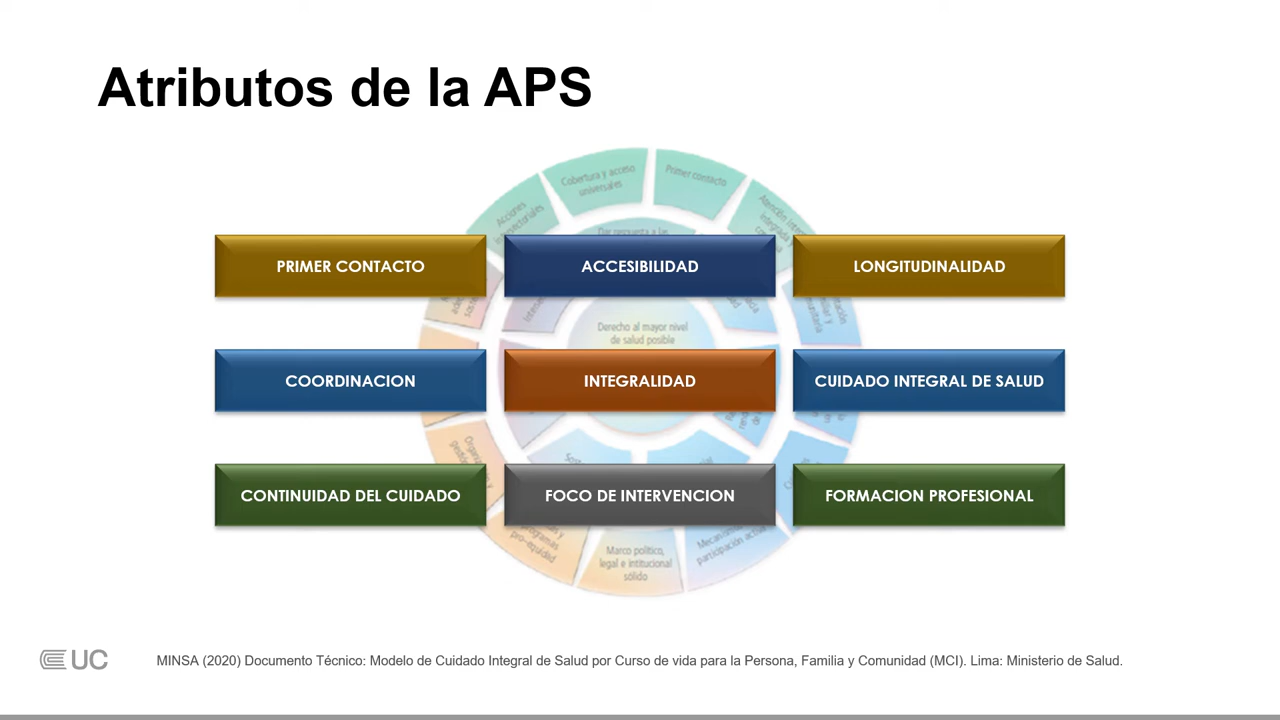 Atributos de la APS
Cobertura y acceso
universales
Primer contacto
Acciones
PRIMER CONTACTO
ACCESIBILIDAD
LONGITUDINALIDAD
Derecho al mayor nivel
de salud posible
COORDINACION
INTEGRALIDAD
CUIDADO INTEGRAL DE SALUD
CONTINUIDAD DEL CUIDADO
FOCO DE INTERVENCION
FORMACION PROFESIONAL
pro-equidad
Marco político,
legal e intitucional
sólido
UC
MINSA (2020) Documento Técnico: Modelo de Cuidado Integral de Salud por Curso de vida para la Persona, Familia y Comunidad (MCI). Lima: Ministerio de Salud.